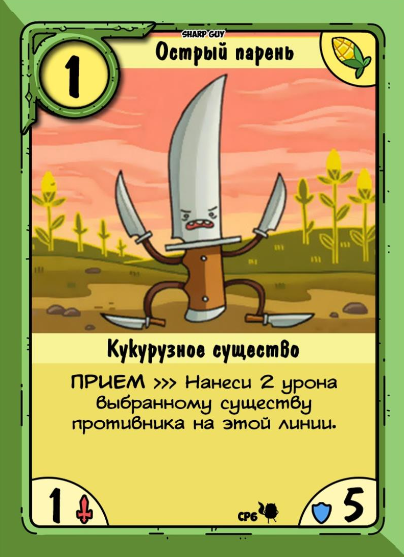 SHARP GUY
Острый парень
1
Кукурузное существо
ПРИЕМ >>> Нанеси 2 урона
выбранному существу
противника на этой линии.
1
СР6
5